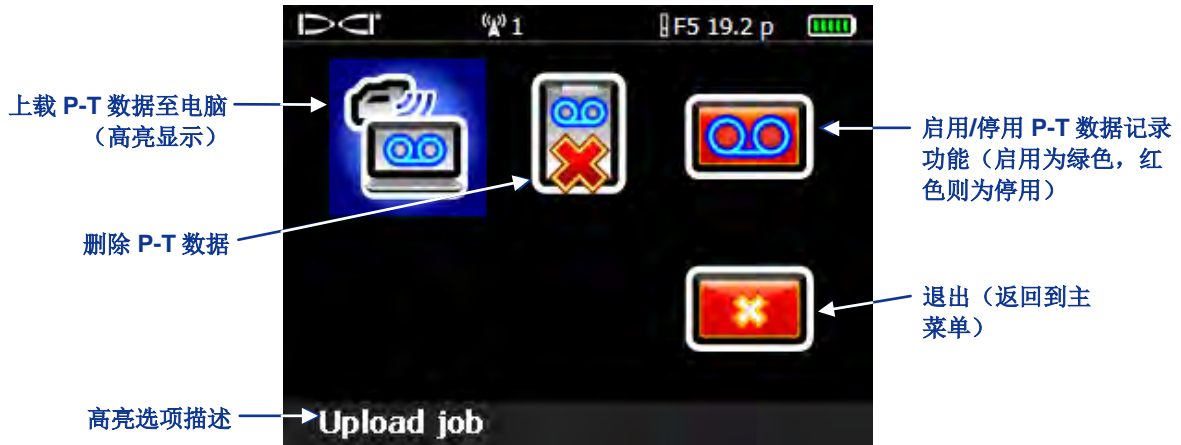 DCI
1
F5 19.2 p
上载 P-T 数据至电脑
（高亮显示）
删除 P-T 数据
高亮选项描述
启用/停用 P-T 数据记录
功能（启用为绿色，红
色则为停用）
退出（返回到主
菜单）
Upload job